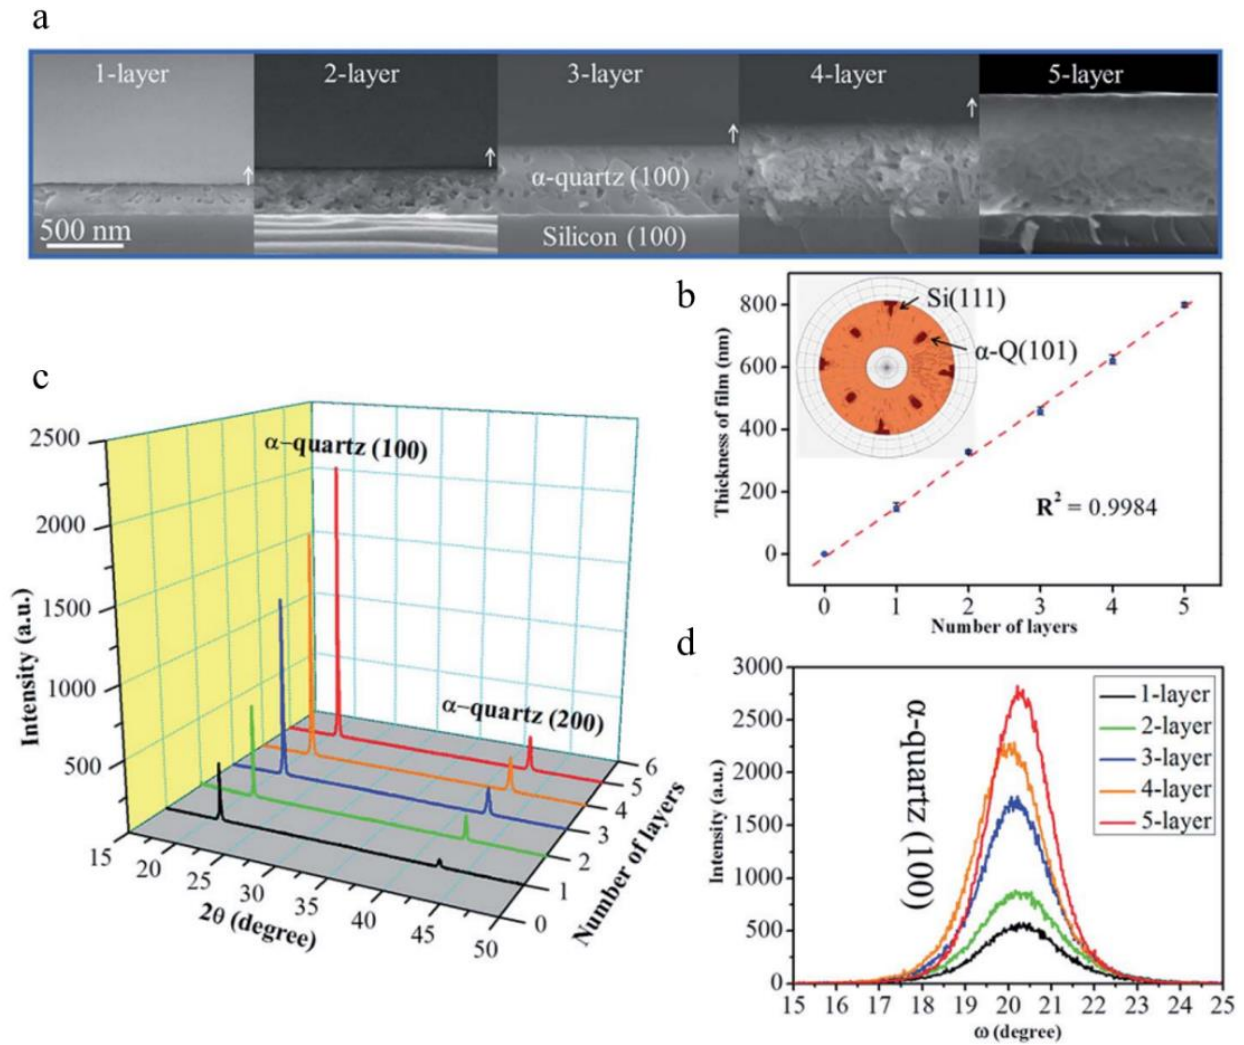 a
1-layer 2-layer 3-layer 4-layer 5-layer
α-quartz (100)
500 nm
Silicon (100)
b
Thickness of film (nm)
800
600
400
200
0
Si(111)
α-Q(101)
R² = 0.9984
0 1 2 3 4 5
Number of layers
c
Intensity (a.u.)
2500
2000
1500
1000
500
α−quartz (100)
α−quartz (200)
15 20 25 30 35 40 45 50
2θ (degree)
0 1 2 3 4 5 6
Number of layers
d
Intensity (a.u.)
3000
2500
2000
1500
1000
500
0
α-quartz (100)
1-layer
2-layer
3-layer
4-layer
5-layer
15 16 17 18 19 20 21 22 23 24 25
ω (degree)